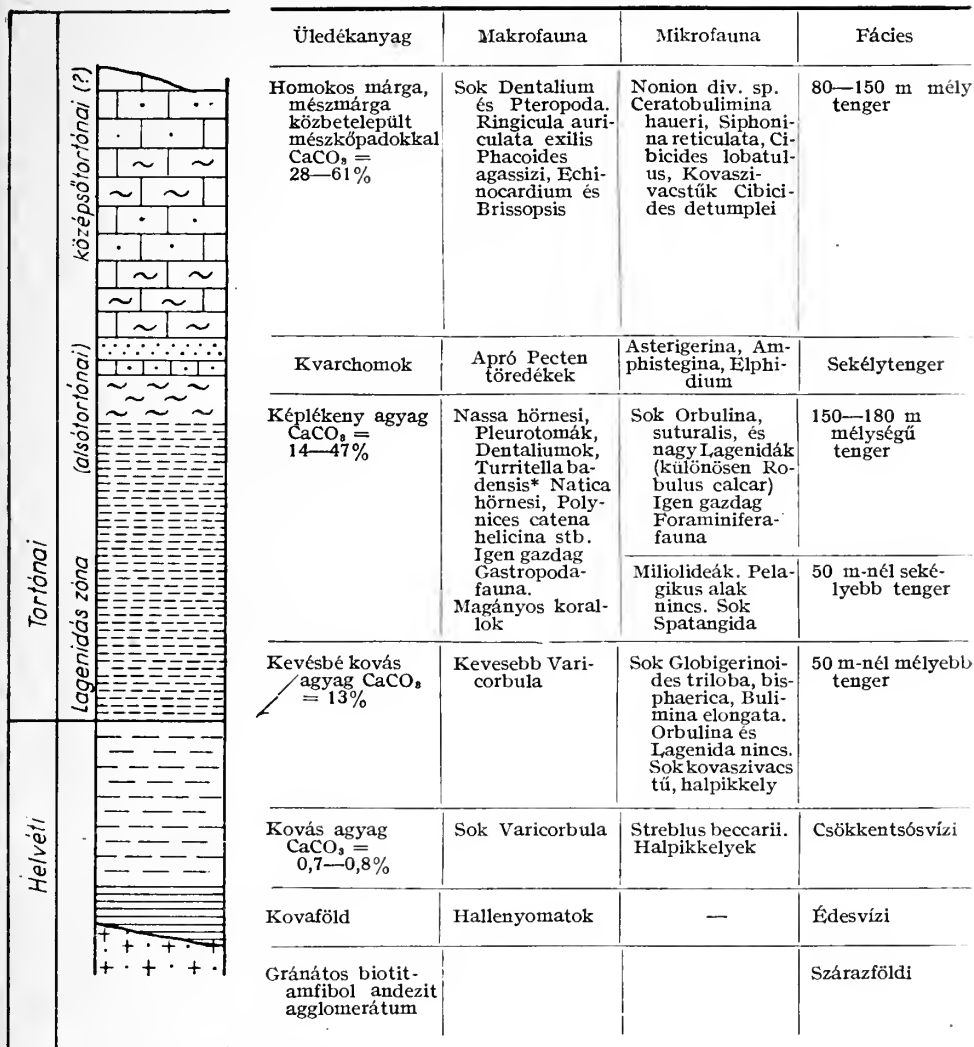 Üledékanyag
Makrofauna
Mikrofauna
Fácies
Tortónai
Helvéti
középsőtortónai (?)
(alsótortónai)
Lagenidás zóna
Homokos márga,
mészmárga
közbetelepült
mészkőpadokkal
CaCO₃ =
28—61%
Sok Dentalium
és Pteropoda.
Ringicula auri-
culata exilis
Phacoides
agassizi, Echi-
nocardium és
Brissopsis
Nonion div. sp.
Ceratobulimina
haueri, Siphoni-
na reticulata, Ci-
bicides lobatul-
us, Kovaszi-
vacstűk Cibici-
des detumplei
80—150 m mély
tenger
Kvarchomok
Apró Pecten
töredékek
Asterigerina, Am-
phistegina, Elphi-
dium
Sekélytenger
Képlékeny agyag
CaCO₃ =
14—47%
Nassa hörnesi,
Pleurotomák,
Dentaliumok,
Turritella ba-
densis* Natica
hörnesi, Poly-
nices catena
helicina stb.
Igen gazdag
Gastropoda-
fauna.
Magányos koral-
lok
Sok Orbulina,
suturalis, és
nagy Lagenidák
(különösen Ro-
bulus calcar)
Igen gazdag
Foraminifera-
fauna
150—180 m
mélységű
tenger
Miliolideák. Pela-
gikus alak
nincs. Sok
Spatangida
50 m-nél seké-
lyebb tenger
Kevésbé kovás
agyag CaCO₃
= 13%
Kevesebb Vari-
corbula
Sok Globigerinoi-
des triloba, bis-
phaerica, Buli-
mina elongata.
Orbulina és
Lagenida nincs.
Sok kovaszivacs
tű, halpikkely
50 m-nél mélyebb
tenger
Kovás agyag
CaCO₃ =
0,7—0,8%
Sok Varicorbula
Streblus beccarii.
Halpikkelyek
Csökkentsósvízi
Kovaföld
Hallenyomatok
—
Édesvízi
Gránátos biotit-
amfibol andezit
agglomerátum
Szárazföldi